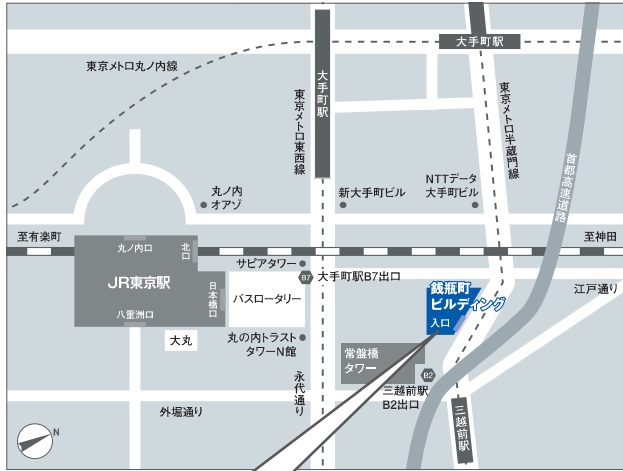 大手町駅
東京メトロ丸ノ内線
大手町駅
東京メトロ東西線
東京メトロ半蔵門線
首都高速道路
丸ノ内
オアゾ
新大手町ビル
NTTデータ
大手町ビル
至有楽町
至神田
丸ノ内口
北口
JR東京駅
日本橋口
八重洲口
サピアタワー
B7
大手町駅B7出口
バスロータリー
銭瓶町
ビルディング
入口
江戸通り
大丸
丸の内トラスト
タワーN館
常盤橋
タワー
B2
三越前駅
B2出口
永代通り
外堀通り
三越前駅
N